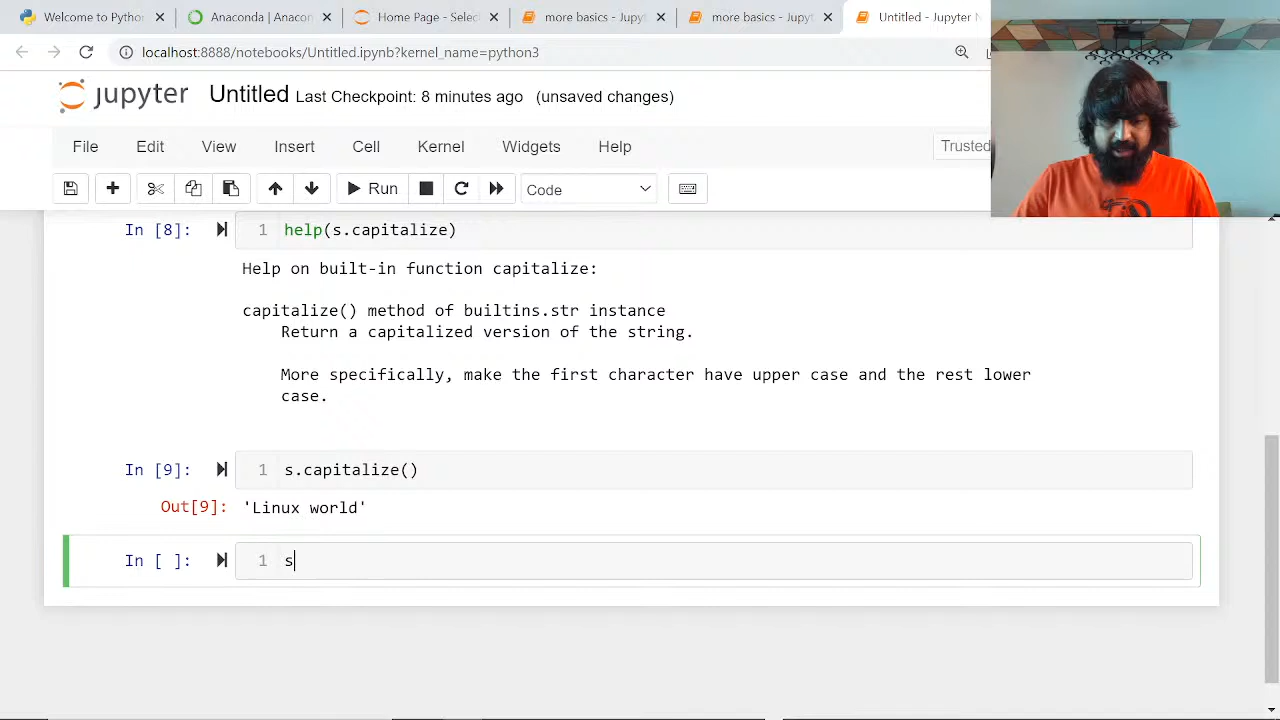 Welcome to Python
Anaconda | Anacon
Home Page - Select
more basics - Jupy
more basics - Jupy
Untitled - Jupyter N
localhost:8888/notebooks/Untitled.ipynb?kernel_name=python3
jupyter Untitled Last Checkpoint: 8 minutes ago (unsaved changes)
File Edit View Insert Cell Kernel Widgets Help Trusted
Run Code
In [8]: 1 help(s.capitalize)
Help on built-in function capitalize:
capitalize() method of builtins.str instance
Return a capitalized version of the string.
More specifically, make the first character have upper case and the rest lower
case.
In [9]: 1 s.capitalize()
Out[9]: 'Linux world'
In [ ]: 1 s